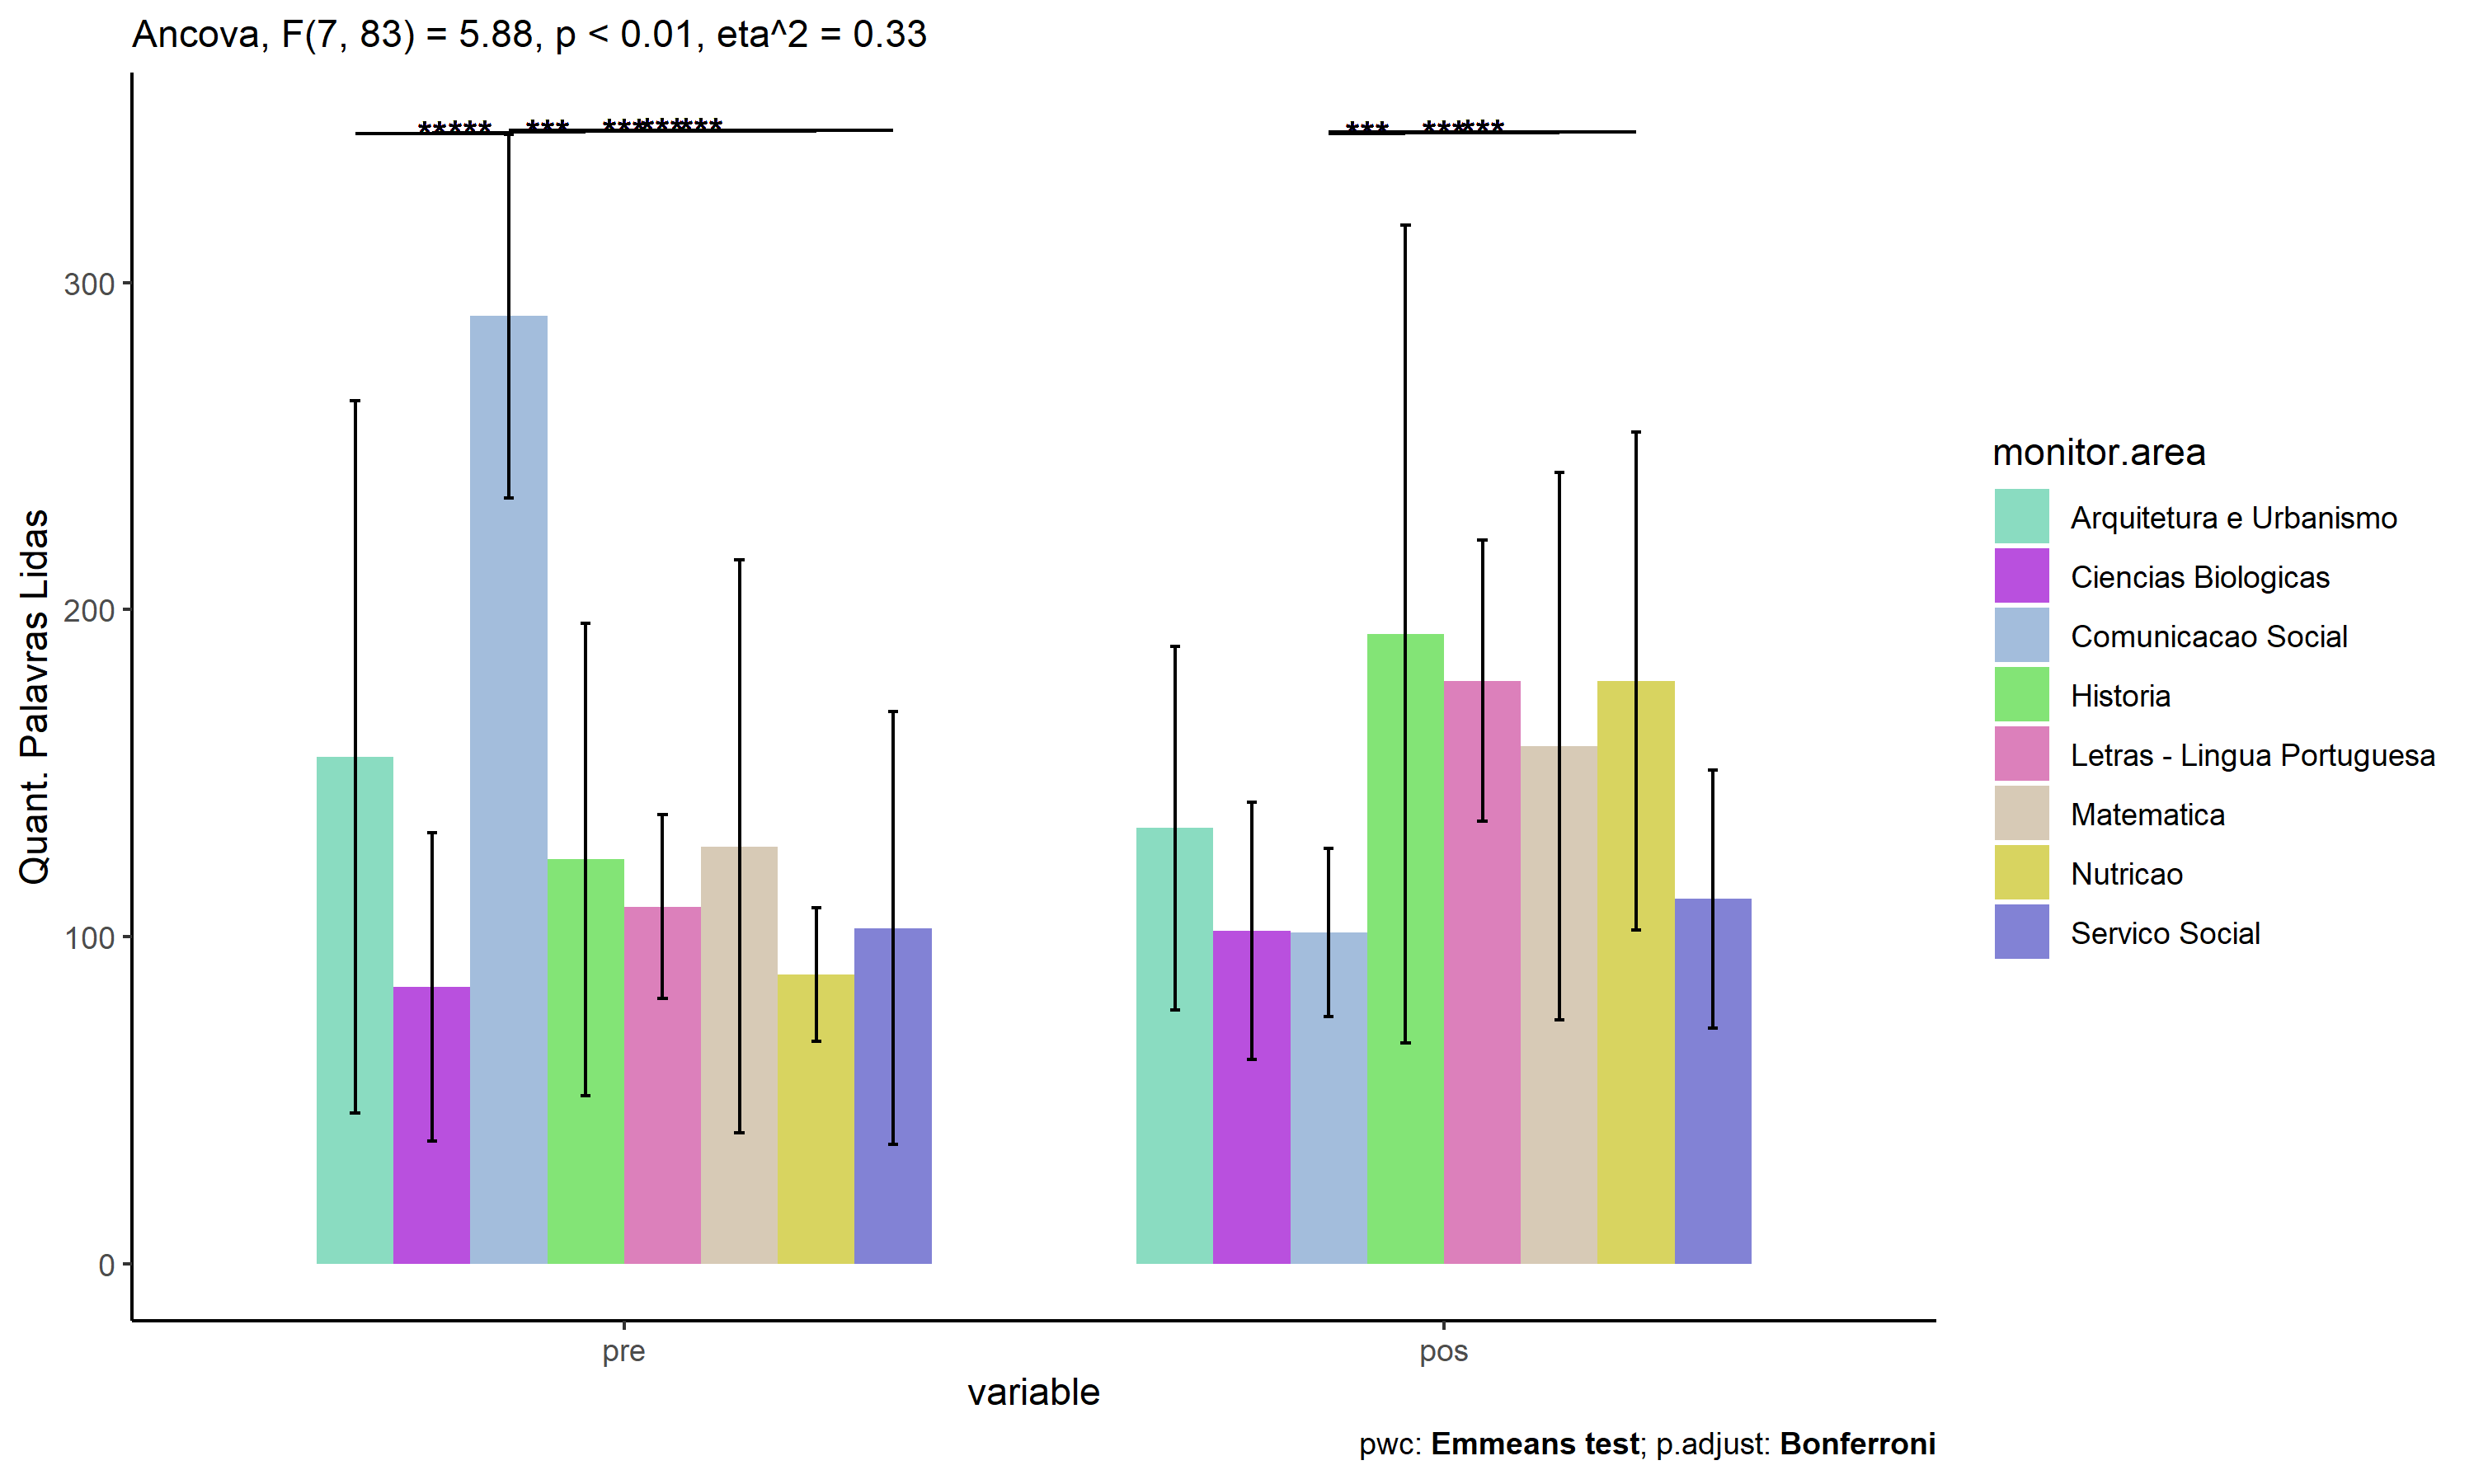 Ancova, F(7, 83) = 5.88, p < 0.01, eta^2 = 0.33
Quant. Palavras Lidas
300
200
100
0
pre
pos
variable
monitor.area
Arquitetura e Urbanismo
Ciencias Biologicas
Comunicacao Social
Historia
Letras - Lingua Portuguesa
Matematica
Nutricao
Servico Social
pwc: Emmeans test; p.adjust: Bonferroni